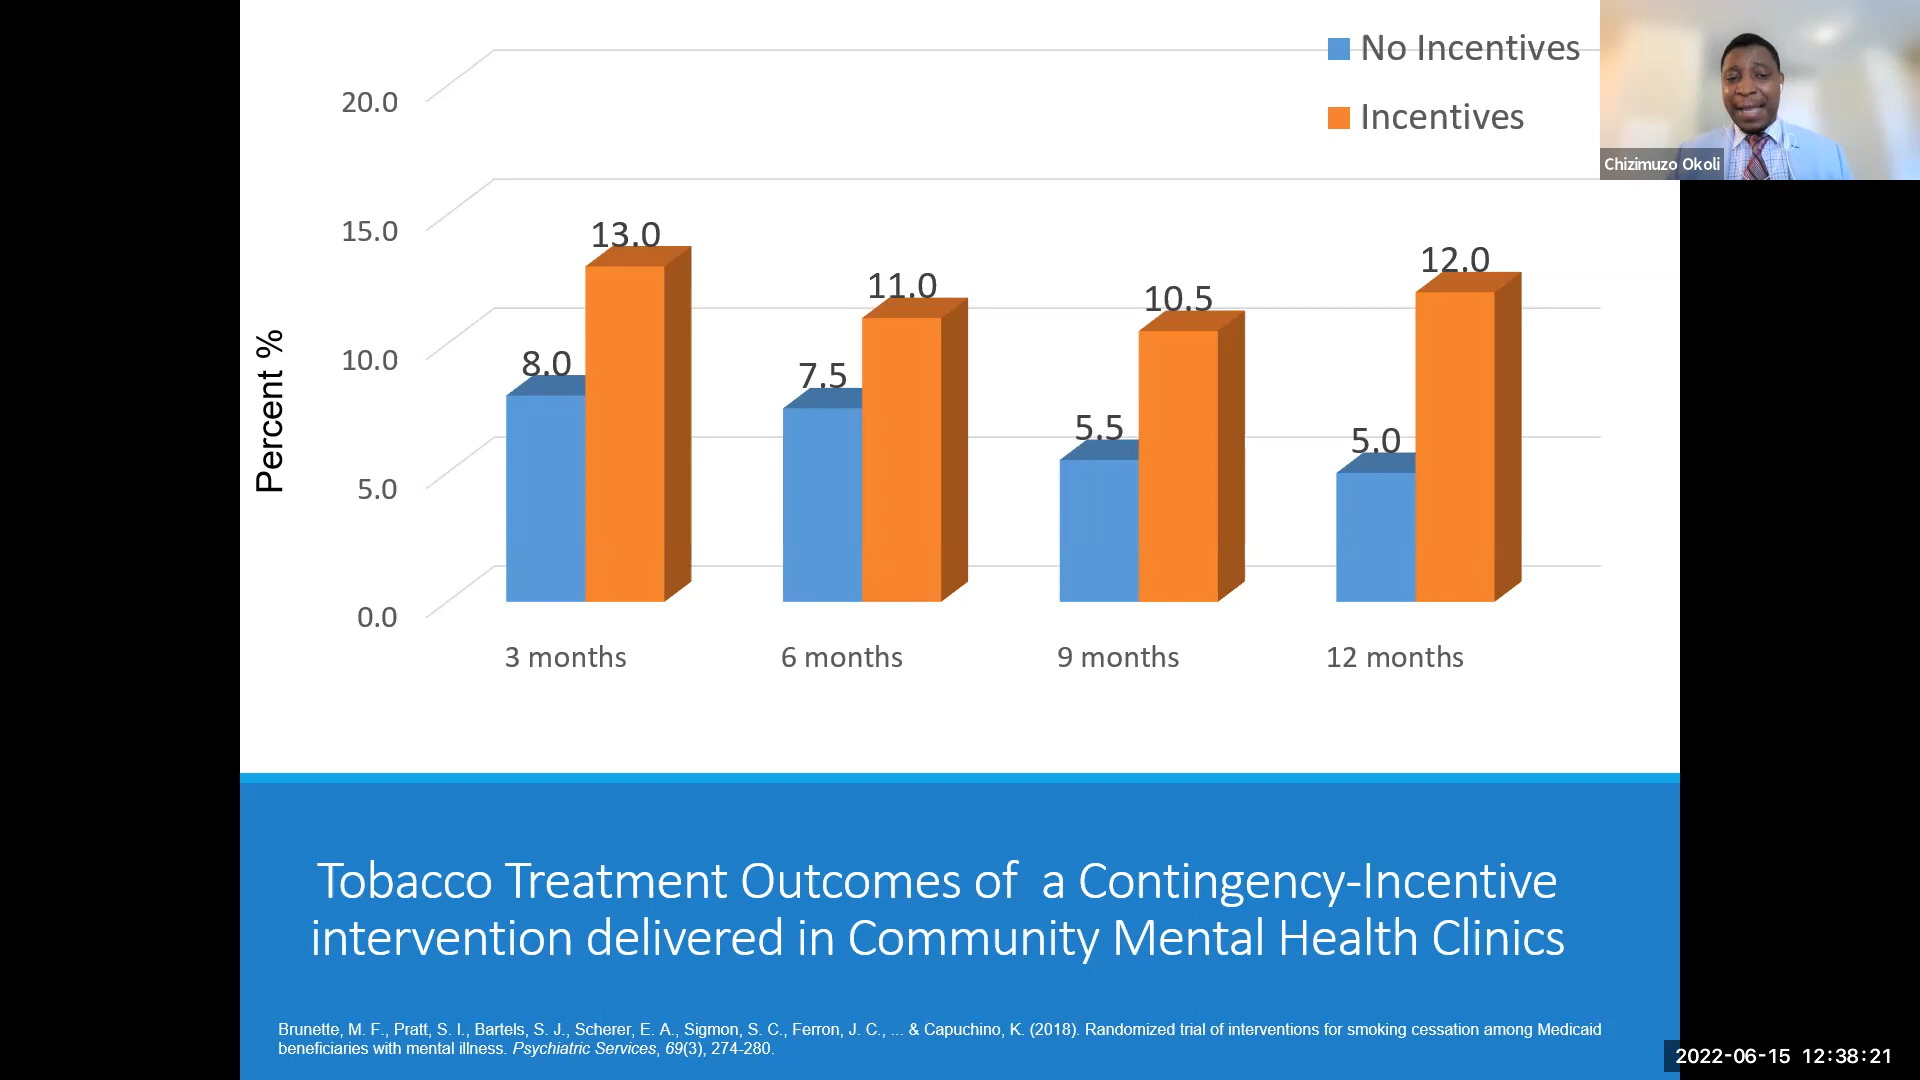 No Incentives
Incentives
Chizimuzo Okoli
Percent %
20.0
15.0
10.0
5.0
0.0
8.0
13.0
7.5
11.0
5.5
10.5
5.0
12.0
3 months
6 months
9 months
12 months
Tobacco Treatment Outcomes of a Contingency-Incentive
intervention delivered in Community Mental Health Clinics
Brunette, M. F., Pratt, S. I., Bartels, S. J., Scherer, E. A., Sigmon, S. C., Ferron, J. C., ... & Capuchino, K. (2018). Randomized trial of interventions for smoking cessation among Medicaid
beneficiaries with mental illness. Psychiatric Services, 69(3), 274-280.
2022-06-15 12:38:21